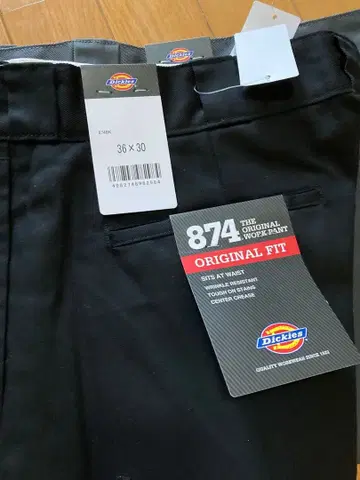 Dickies
Dickies
36 × 30
874 THE
ORIGINAL
WORK PANT
ORIGINAL FIT
SITS AT WAIST
WRINKLE RESISTANT
TOUGH ON STAINS
CENTER CREASE
Dickies
QUALITY WORKWEAR SINCE 1922